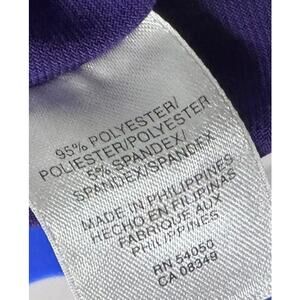 95% POLYESTER/
POLIESTER/POLYESTER
5% SPANDEX/
SPANDEX/SPANDEX
MADE IN PHILIPPINES
HECHO EN FILIPINAS
FABRIQUE AUX
PHILIPPINES
RN 54050
CA 08349